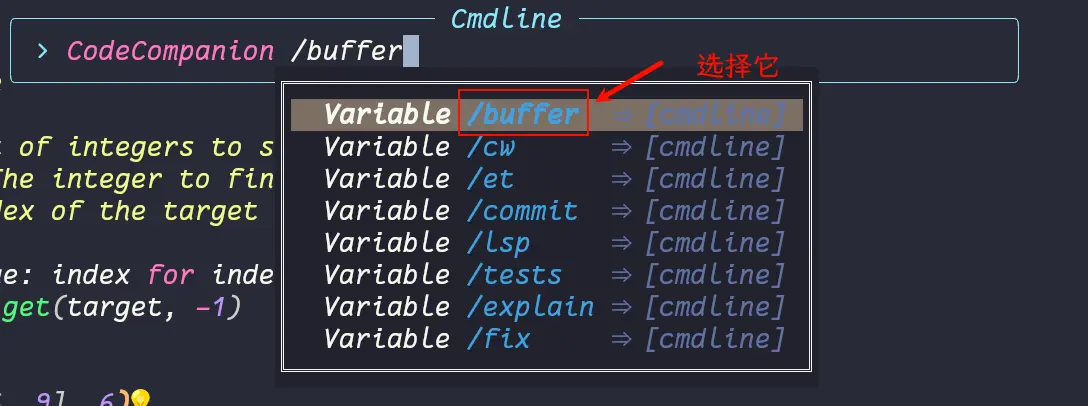 Cmdline
> CodeCompanion /buffer
选择它
Variable /buffer ⇒ [cmdline]
Variable /cw ⇒ [cmdline]
of integers to s
Variable /et ⇒ [cmdline]
he integer to fin
Variable /commit ⇒ [cmdline]
dex of the target
Variable /lsp ⇒ [cmdline]
Variable /tests ⇒ [cmdline]
ue: index for inde
Variable /explain ⇒ [cmdline]
get(target, -1)
Variable /fix ⇒ [cmdline]
9], 6)